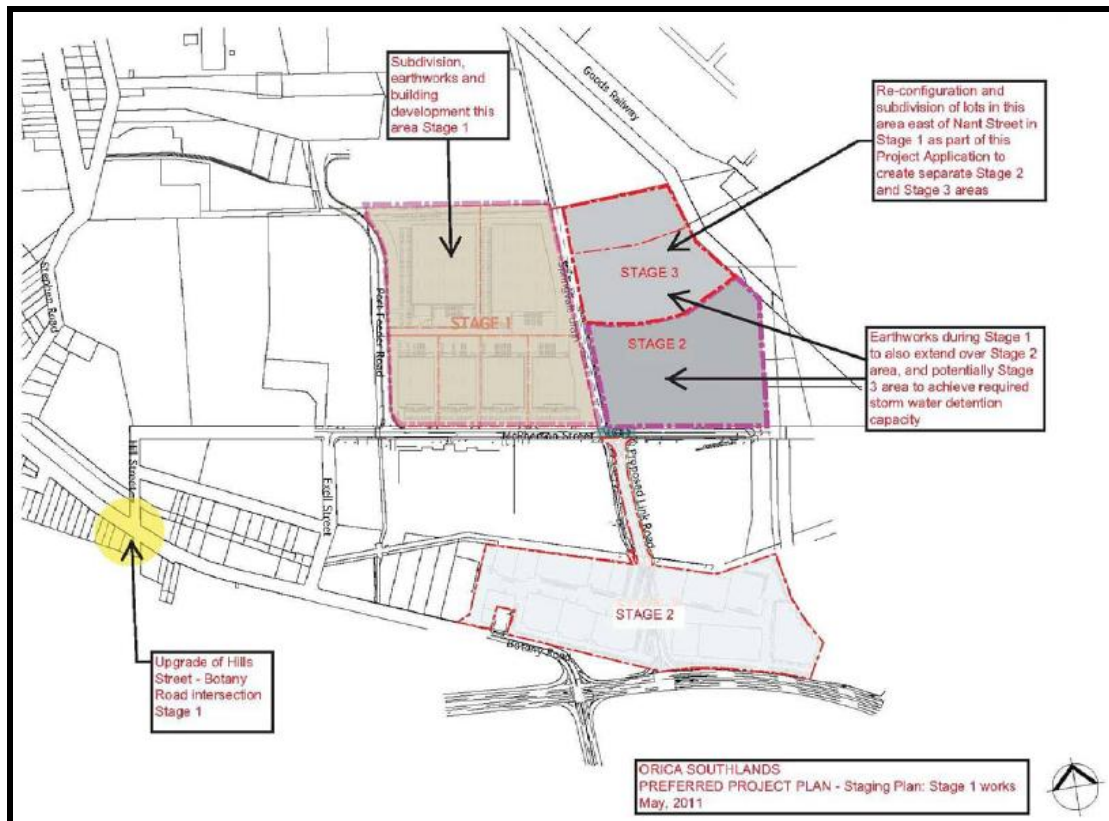 Subdivision,
earthworks and
building
development this
area Stage 1
Goods Railway
Re-configuration and
subdivision of lots in this
area east of Nant Street in
Stage 1 as part of this
Project Application to
create separate Stage 2
and Stage 3 areas
Stephen Road
Port Feeder Road
STAGE 1
STAGE 3
STAGE 2
Earthworks during Stage 1
to also extend over Stage 2
area, and potentially Stage
3 area to achieve required
storm water detention
capacity
McPherson Street
Hill Street
Exell Street
Proposed Link Road
STAGE 2
Botany Road
Upgrade of Hills
Street - Botany
Road intersection
Stage 1
ORICA SOUTHLANDS
PREFERRED PROJECT PLAN - Staging Plan: Stage 1 works
May, 2011